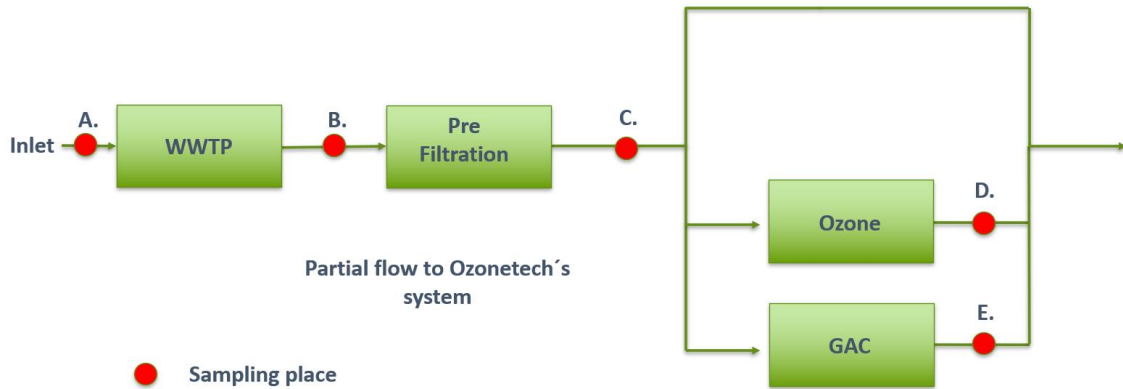 A.
B.
C.
Inlet
WWTP
Pre
Filtration
Ozone
D.
Partial flow to Ozonetech´s
system
GAC
E.
Sampling place